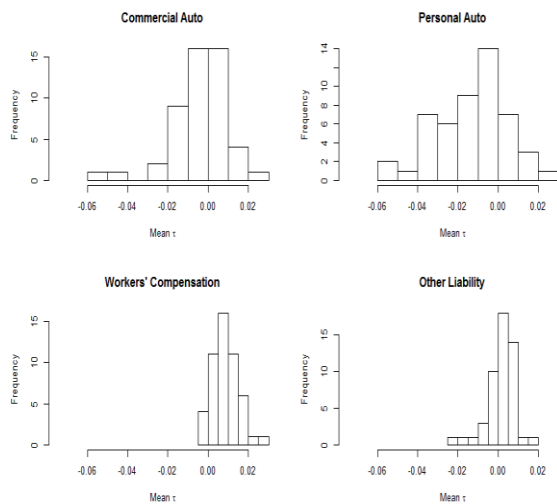 Commercial Auto
Frequency
0 5 10 15
-0.06 -0.04 -0.02 0.00 0.02
Mean τ
Personal Auto
Frequency
0 2 4 6 8 10 14
-0.06 -0.04 -0.02 0.00 0.02
Mean τ
Workers' Compensation
Frequency
0 5 10 15
-0.06 -0.04 -0.02 0.00 0.02
Mean τ
Other Liability
Frequency
0 5 10 15
-0.06 -0.04 -0.02 0.00 0.02
Mean τ